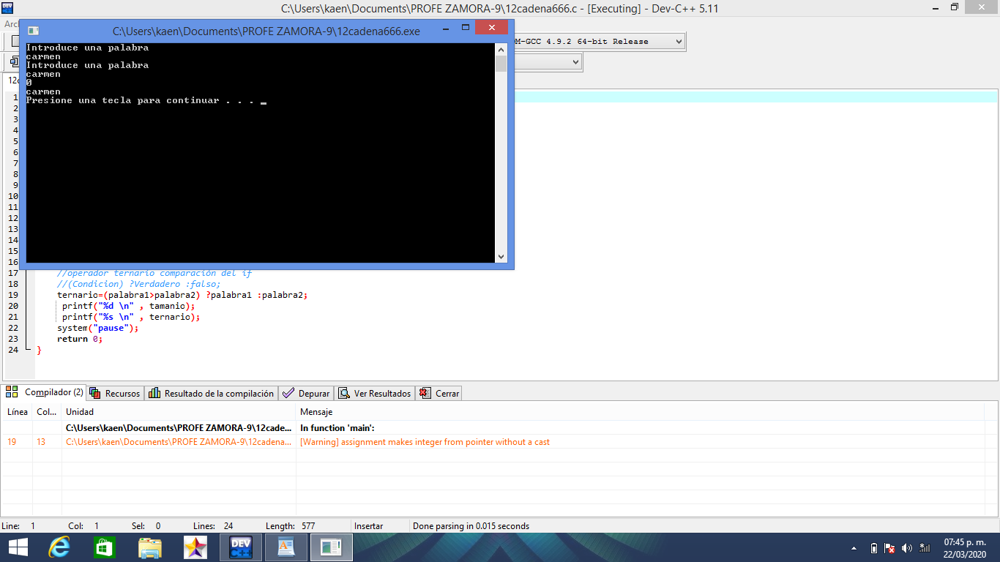 C:\Users\kaen\Documents\PROFE ZAMORA-9\12cadena666.c - [Executing] - Dev-C++ 5.11
Arch
C:\Users\kaen\Documents\PROFE ZAMORA-9\12cadena666.exe
DM-GCC 4.9.2 64-bit Release
Introduce una palabra
carmen
Introduce una palabra
carmen
0
carmen
Presione una tecla para continuar . . . _
1
2
3
4
5
6
7
8
9
10
11
12
13
14
15
16
17 //operador ternario comparación del if
18 //(Condicion) ?Verdadero :falso;
19 ternario=(palabra1>palabra2) ?palabra1 :palabra2;
20 printf("%d \n" , tamanio);
21 printf("%s \n" , ternario);
22 system("pause");
23 return 0;
24 }
Compilador (2) Recursos Resultado de la compilación Depurar Ver Resultados Cerrar
Línea Col... Unidad Mensaje
C:\Users\kaen\Documents\PROFE ZAMORA-9\12cade... In function 'main':
19 13 C:\Users\kaen\Documents\PROFE ZAMORA-9\12cadena... [Warning] assignment makes integer from pointer without a cast
Line: 1 Col: 1 Sel: 0 Lines: 24 Length: 577 Insertar Done parsing in 0.015 seconds
DEV C++
07:45 p. m.
22/03/2020